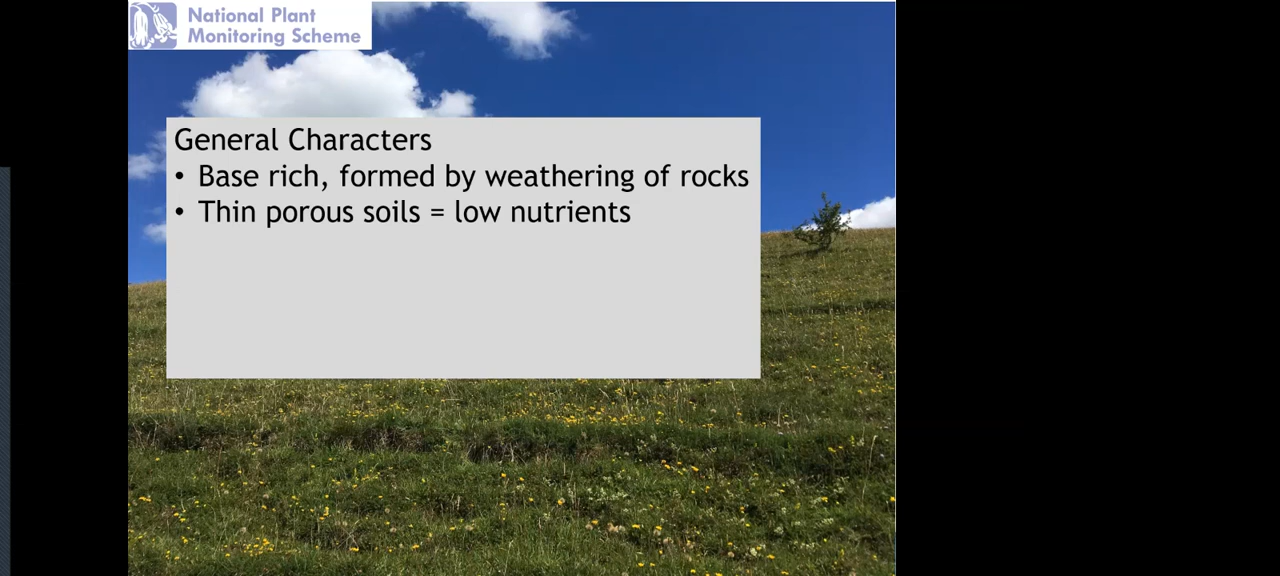 National Plant
Monitoring Scheme
General Characters
• Base rich, formed by weathering of rocks
• Thin porous soils = low nutrients